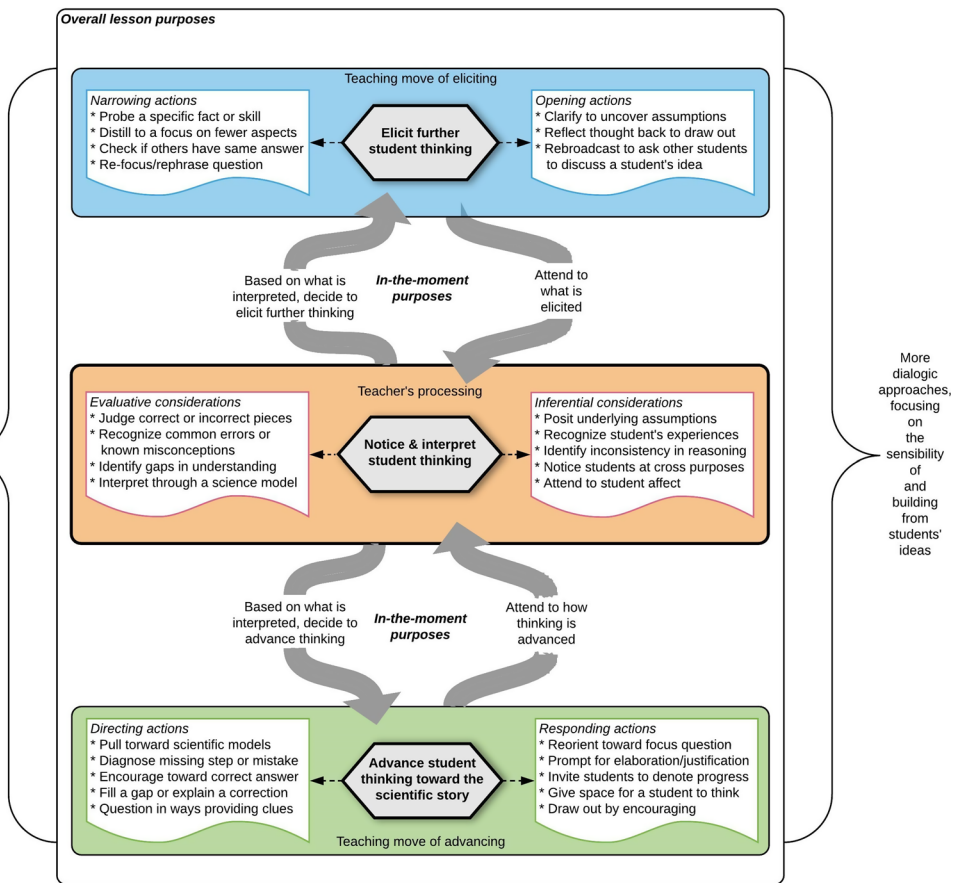 Overall lesson purposes
Teaching move of eliciting
Narrowing actions
* Probe a specific fact or skill
* Distill to a focus on fewer aspects
* Check if others have same answer
* Re-focus/rephrase question
Elicit further
student thinking
Opening actions
* Clarify to uncover assumptions
* Reflect thought back to draw out
* Rebroadcast to ask other students
to discuss a student's idea
Based on what is
interpreted, decide to
elicit further thinking
In-the-moment
purposes
Attend to
what is
elicited
Teacher's processing
Evaluative considerations
* Judge correct or incorrect pieces
* Recognize common errors or
known misconceptions
* Identify gaps in understanding
* Interpret through a science model
Notice & interpret
student thinking
Inferential considerations
* Posit underlying assumptions
* Recognize student's experiences
* Identify inconsistency in reasoning
* Notice students at cross purposes
* Attend to student affect
Based on what is
interpreted, decide to
advance thinking
In-the-moment
purposes
Attend to how
thinking is
advanced
Directing actions
* Pull torward scientific models
* Diagnose missing step or mistake
* Encourage toward correct answer
* Fill a gap or explain a correction
* Question in ways providing clues
Advance student
thinking toward the
scientific story
Responding actions
* Reorient toward focus question
* Prompt for elaboration/justification
* Invite students to denote progress
* Give space for a student to think
* Draw out by encouraging
Teaching move of advancing
More
dialogic
approaches,
focusing
on
the
sensibility
of
and
building
from
students'
ideas